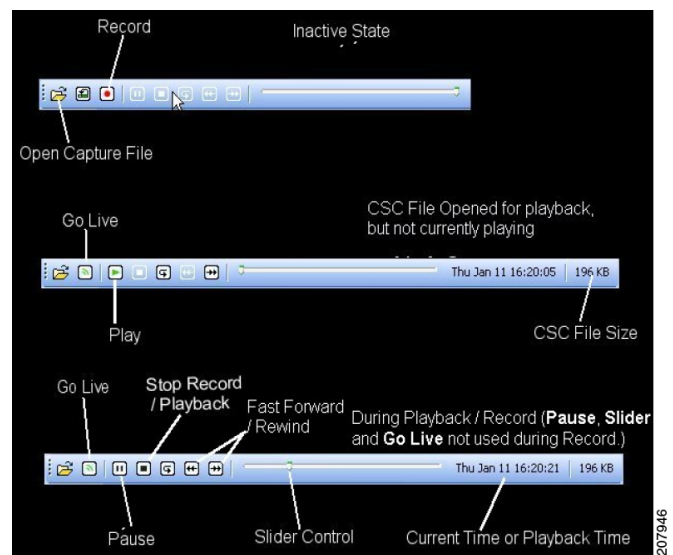 Record
Inactive State
Open Capture File
Go Live
CSC File Opened for playback,
but not currently playing
Thu Jan 11 16:20:05
196 KB
Play
CSC File Size
Go Live
Stop Record
/ Playback
Fast Forward
/ Rewind
During Playback / Record (Pause, Slider
and Go Live not used during Record.)
Thu Jan 11 16:20:21
196 KB
Pause
Slider Control
Current Time or Playback Time
207946